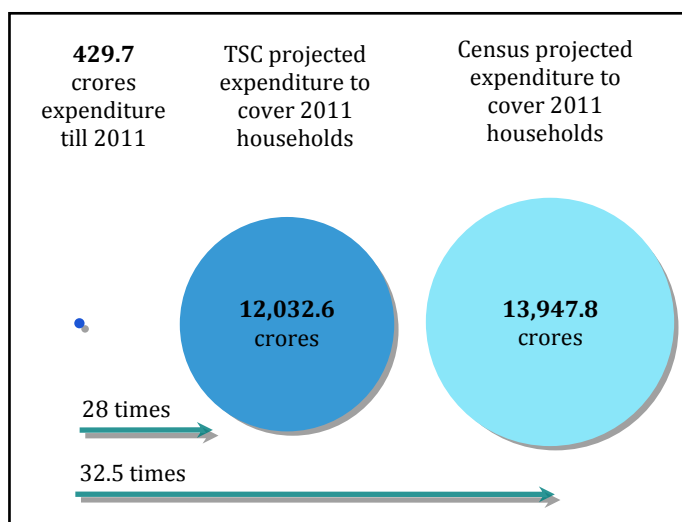 429.7
crores
expenditure
till 2011
TSC projected
expenditure to
cover 2011
households
Census projected
expenditure to
cover 2011
households
12,032.6
crores
13,947.8
crores
28 times
32.5 times